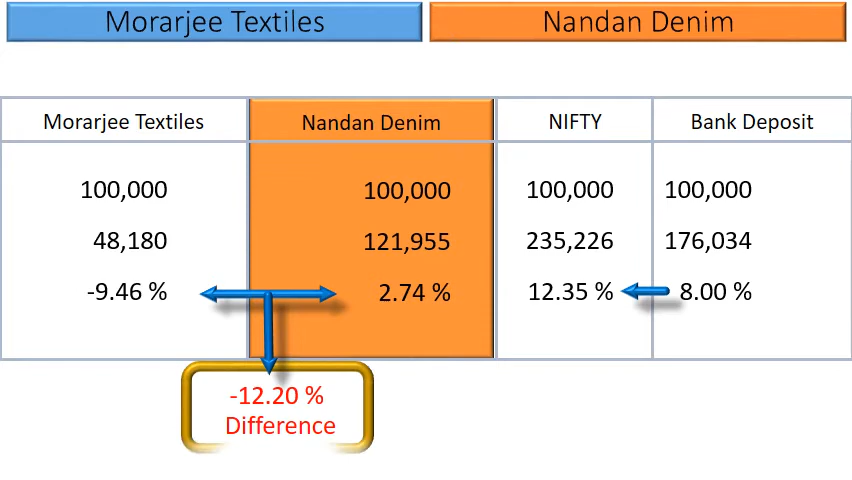 Morarjee Textiles Nandan Denim
Morarjee Textiles Nandan Denim NIFTY Bank Deposit
100,000 100,000 100,000 100,000
48,180 121,955 235,226 176,034
-9.46 % 2.74 % 12.35 % 8.00 %
-12.20 %
Difference